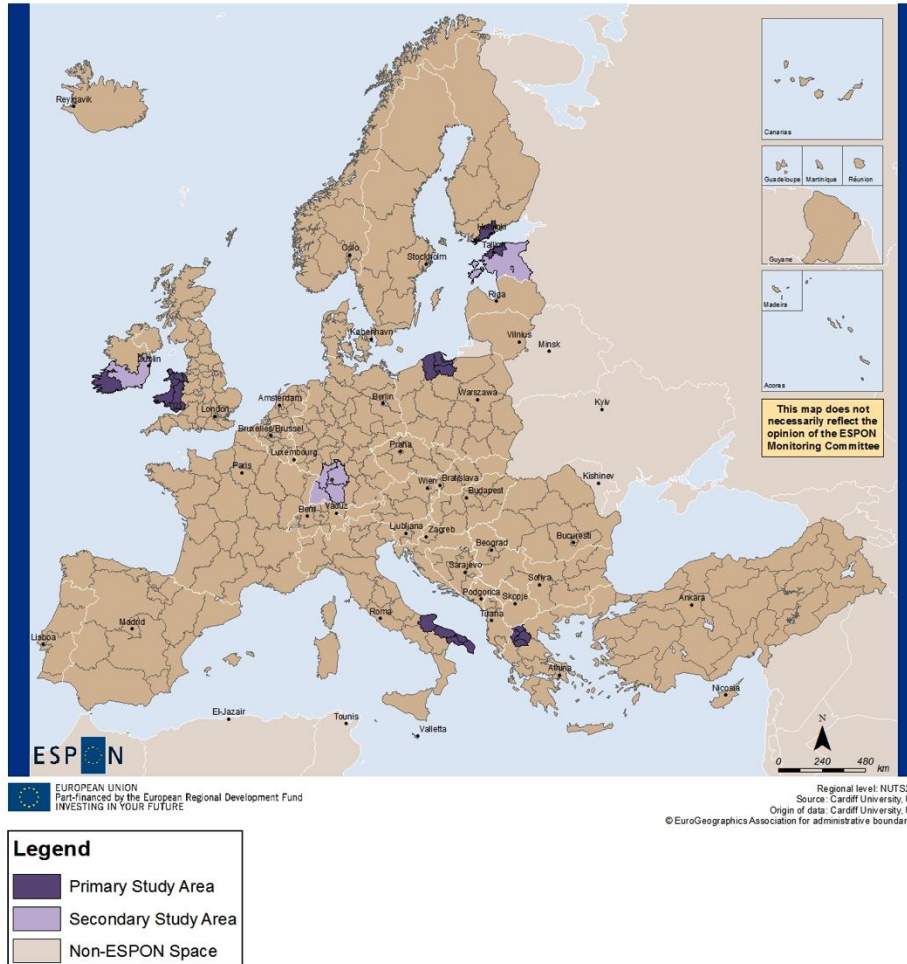 Reykjavik
Canarias
Guadeloupe
Martinique
Réunion
Guyane
Madeira
Acores
This map does not
necessarily reflect the
opinion of the ESPON
Monitoring Committee
Oslo
Stockholm
Helsinki
Tallinn
Riga
Vilnius
Minsk
København
Dublin
London
Amsterdam
Berlin
Warszawa
Kyiv
Bruxelles/Brussel
Luxembourg
Praha
Paris
Wien
Bratislava
Budapest
Kishinev
Bern
Vaduz
Ljubljana
Zagreb
Beograd
Bucuresti
Sarajevo
Podgorica
Skopje
Sofiya
Tirana
Roma
Ankara
Madrid
Lisboa
Athina
Nicosia
El-Jazair
Tounis
Valletta
N
0 240 480
km
ESPON
EUROPEAN UNION
Part-financed by the European Regional Development Fund
INVESTING IN YOUR FUTURE
Regional level: NUTS2
Source: Cardiff University,
Origin of data: Cardiff University,
© EuroGeographics Association for administrative
Legend
Primary Study Area
Secondary Study Area
Non-ESPON Space